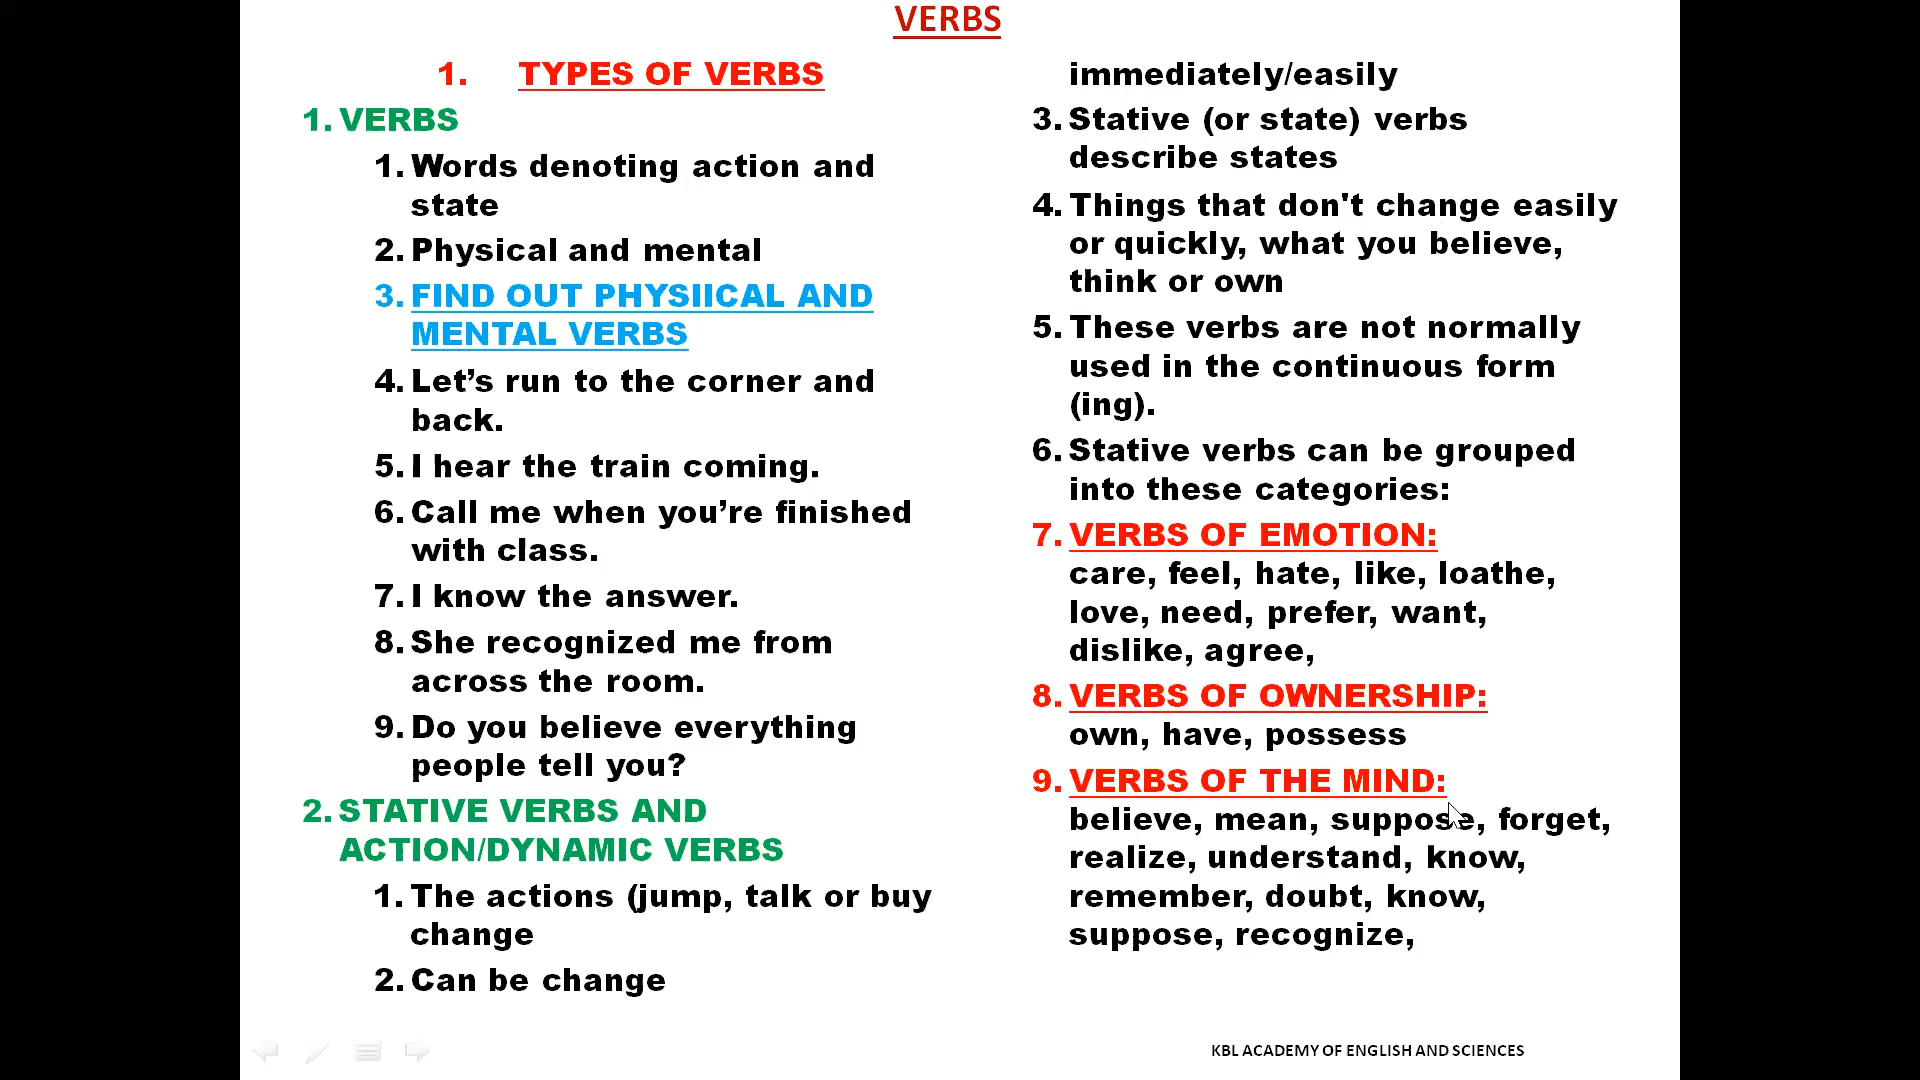 VERBS
1. TYPES OF VERBS
1. VERBS
1. Words denoting action and
state
2. Physical and mental
3. FIND OUT PHYSIICAL AND
MENTAL VERBS
4. Let’s run to the corner and
back.
5. I hear the train coming.
6. Call me when you’re finished
with class.
7. I know the answer.
8. She recognized me from
across the room.
9. Do you believe everything
people tell you?
2. STATIVE VERBS AND
ACTION/DYNAMIC VERBS
1. The actions (jump, talk or buy
change
2. Can be change
immediately/easily
3. Stative (or state) verbs
describe states
4. Things that don't change easily
or quickly, what you believe,
think or own
5. These verbs are not normally
used in the continuous form
(ing).
6. Stative verbs can be grouped
into these categories:
7. VERBS OF EMOTION:
care, feel, hate, like, loathe,
love, need, prefer, want,
dislike, agree,
8. VERBS OF OWNERSHIP:
own, have, possess
9. VERBS OF THE MIND:
believe, mean, suppose, forget,
realize, understand, know,
remember, doubt, know,
suppose, recognize,
KBL ACADEMY OF ENGLISH AND SCIENCES